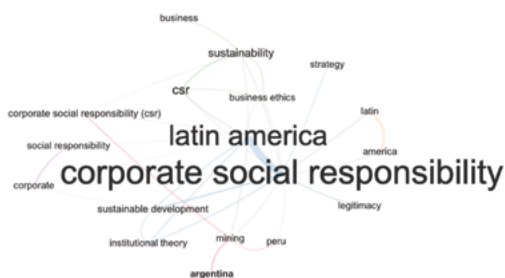 business
sustainability
strategy
csr
business ethics
corporate social responsibility (csr)
latin
latin america
social responsibility
america
corporate social responsibility
corporate
sustainable development
legitimacy
institutional theory
mining
peru
argentina